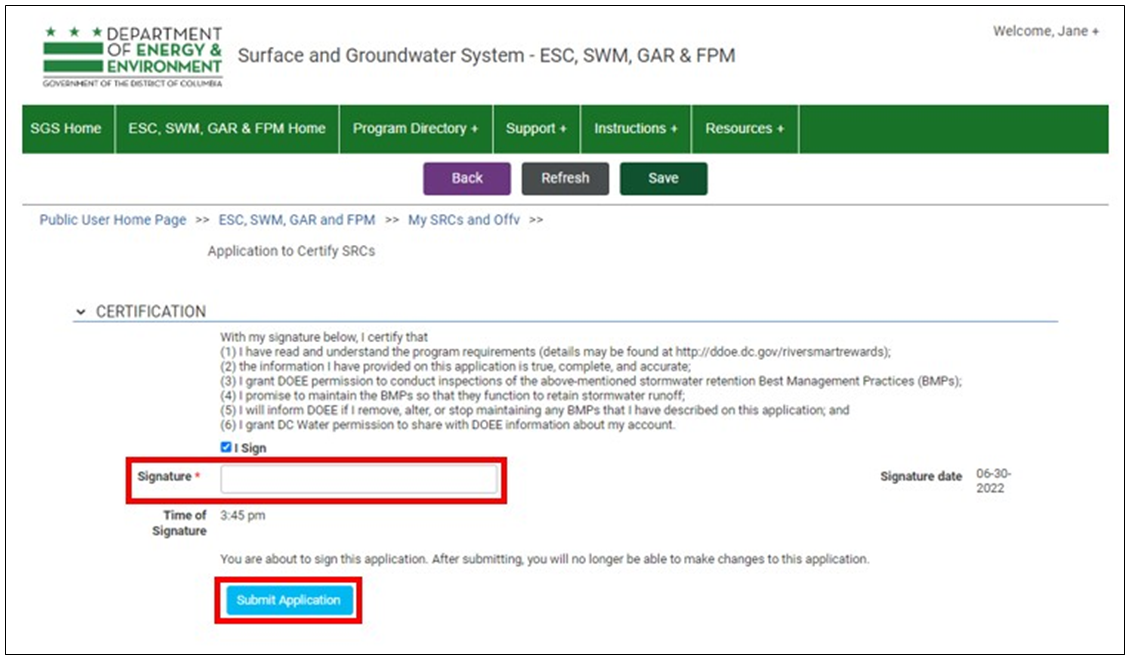 DEPARTMENT
OF ENERGY &
ENVIRONMENT
GOVERNMENT OF THE DISTRICT OF COLUMBIA
Surface and Groundwater System - ESC, SWM, GAR & FPM
Welcome, Jane +
SGS Home ESC, SWM, GAR & FPM Home Program Directory + Support + Instructions + Resources +
Back Refresh Save
Public User Home Page >> ESC, SWM, GAR and FPM >> My SRCs and Offv >>
Application to Certify SRCs
CERTIFICATION
With my signature below, I certify that
(1) I have read and understand the program requirements (details may be found at http://ddoe.dc.gov/riversmartrewards);
(2) the information I have provided on this application is true, complete, and accurate;
(3) I grant DOEE permission to conduct inspections of the above-mentioned stormwater retention Best Management Practices (BMPs);
(4) I promise to maintain the BMPs so that they function to retain stormwater runoff;
(5) I will inform DOEE if I remove, alter, or stop maintaining any BMPs that I have described on this application; and
(6) I grant DC Water permission to share with DOEE information about my account.
I Sign
Signature *
Signature date 06-30-
2022
Time of 3:45 pm
Signature
You are about to sign this application. After submitting, you will no longer be able to make changes to this application.
Submit Application